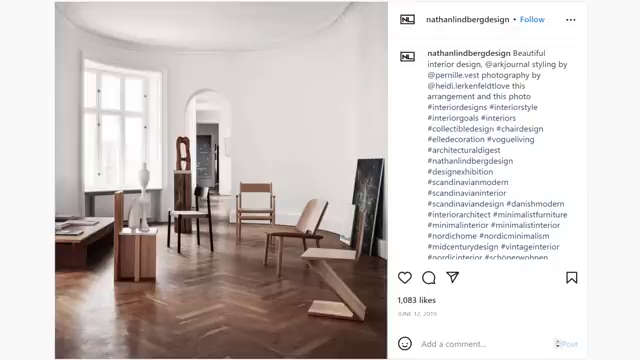 nathanlindbergdesign • Follow
nathanlindbergdesign Beautiful
interior design, @arkjournal styling by
@pernille.vest photography by
@heidi.lerkenfeldtlove this
arrangement and this photo
#interiordesigns #interiorstyle
#interiorgoals #interiors
#collectibledesign #chairdesign
#elledecoration #vogueliving
#architecturaldigest
#nathanlindbergdesign
#designexhibition
#scandinavianmodern
#scandinavianinterior
#scandinaviandesign #danishmodern
#interiorarchitect #minimalistfurniture
#minimalinterior #minimalistinterior
#nordichome #nordicminimalism
#midcenturydesign #vintageinterior
#nordicinterior #schönerwohnen
1,083 likes
JUNE 12, 2019
Add a comment...
Post